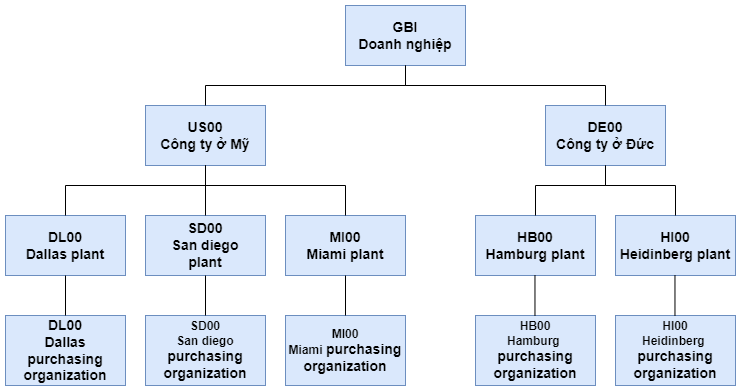 GBI
Doanh nghiệp
US00
Công ty ở Mỹ
DE00
Công ty ở Đức
DL00
Dallas plant
SD00
San diego
plant
MI00
Miami plant
HB00
Hamburg plant
HI00
Heidinberg plant
DL00
Dallas
purchasing
organization
SD00
San diego
purchasing
organization
MI00
Miami purchasing
organization
HB00
Hamburg
purchasing
organization
HI00
Heidinberg
purchasing
organization